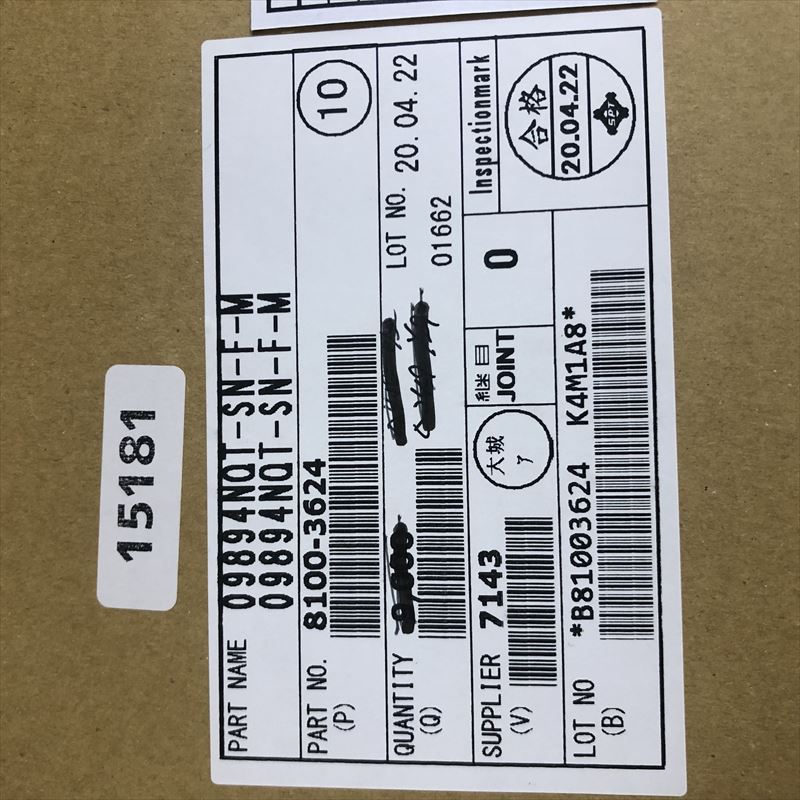 15181
PART NAME 09894NQT-SN-F-M
09894NQT-SN-F-M
PART NO. 8100-3624 10
(P)
QUANTITY LOT NO. 20.04.22
(Q) 01662
SUPPLIER 7143 大城 ァ 継目 JOINT 0 Inspectionmark 合格 20.04.22 SPT
(V)
LOT NO *B81003624 K4M1A8*
(B)